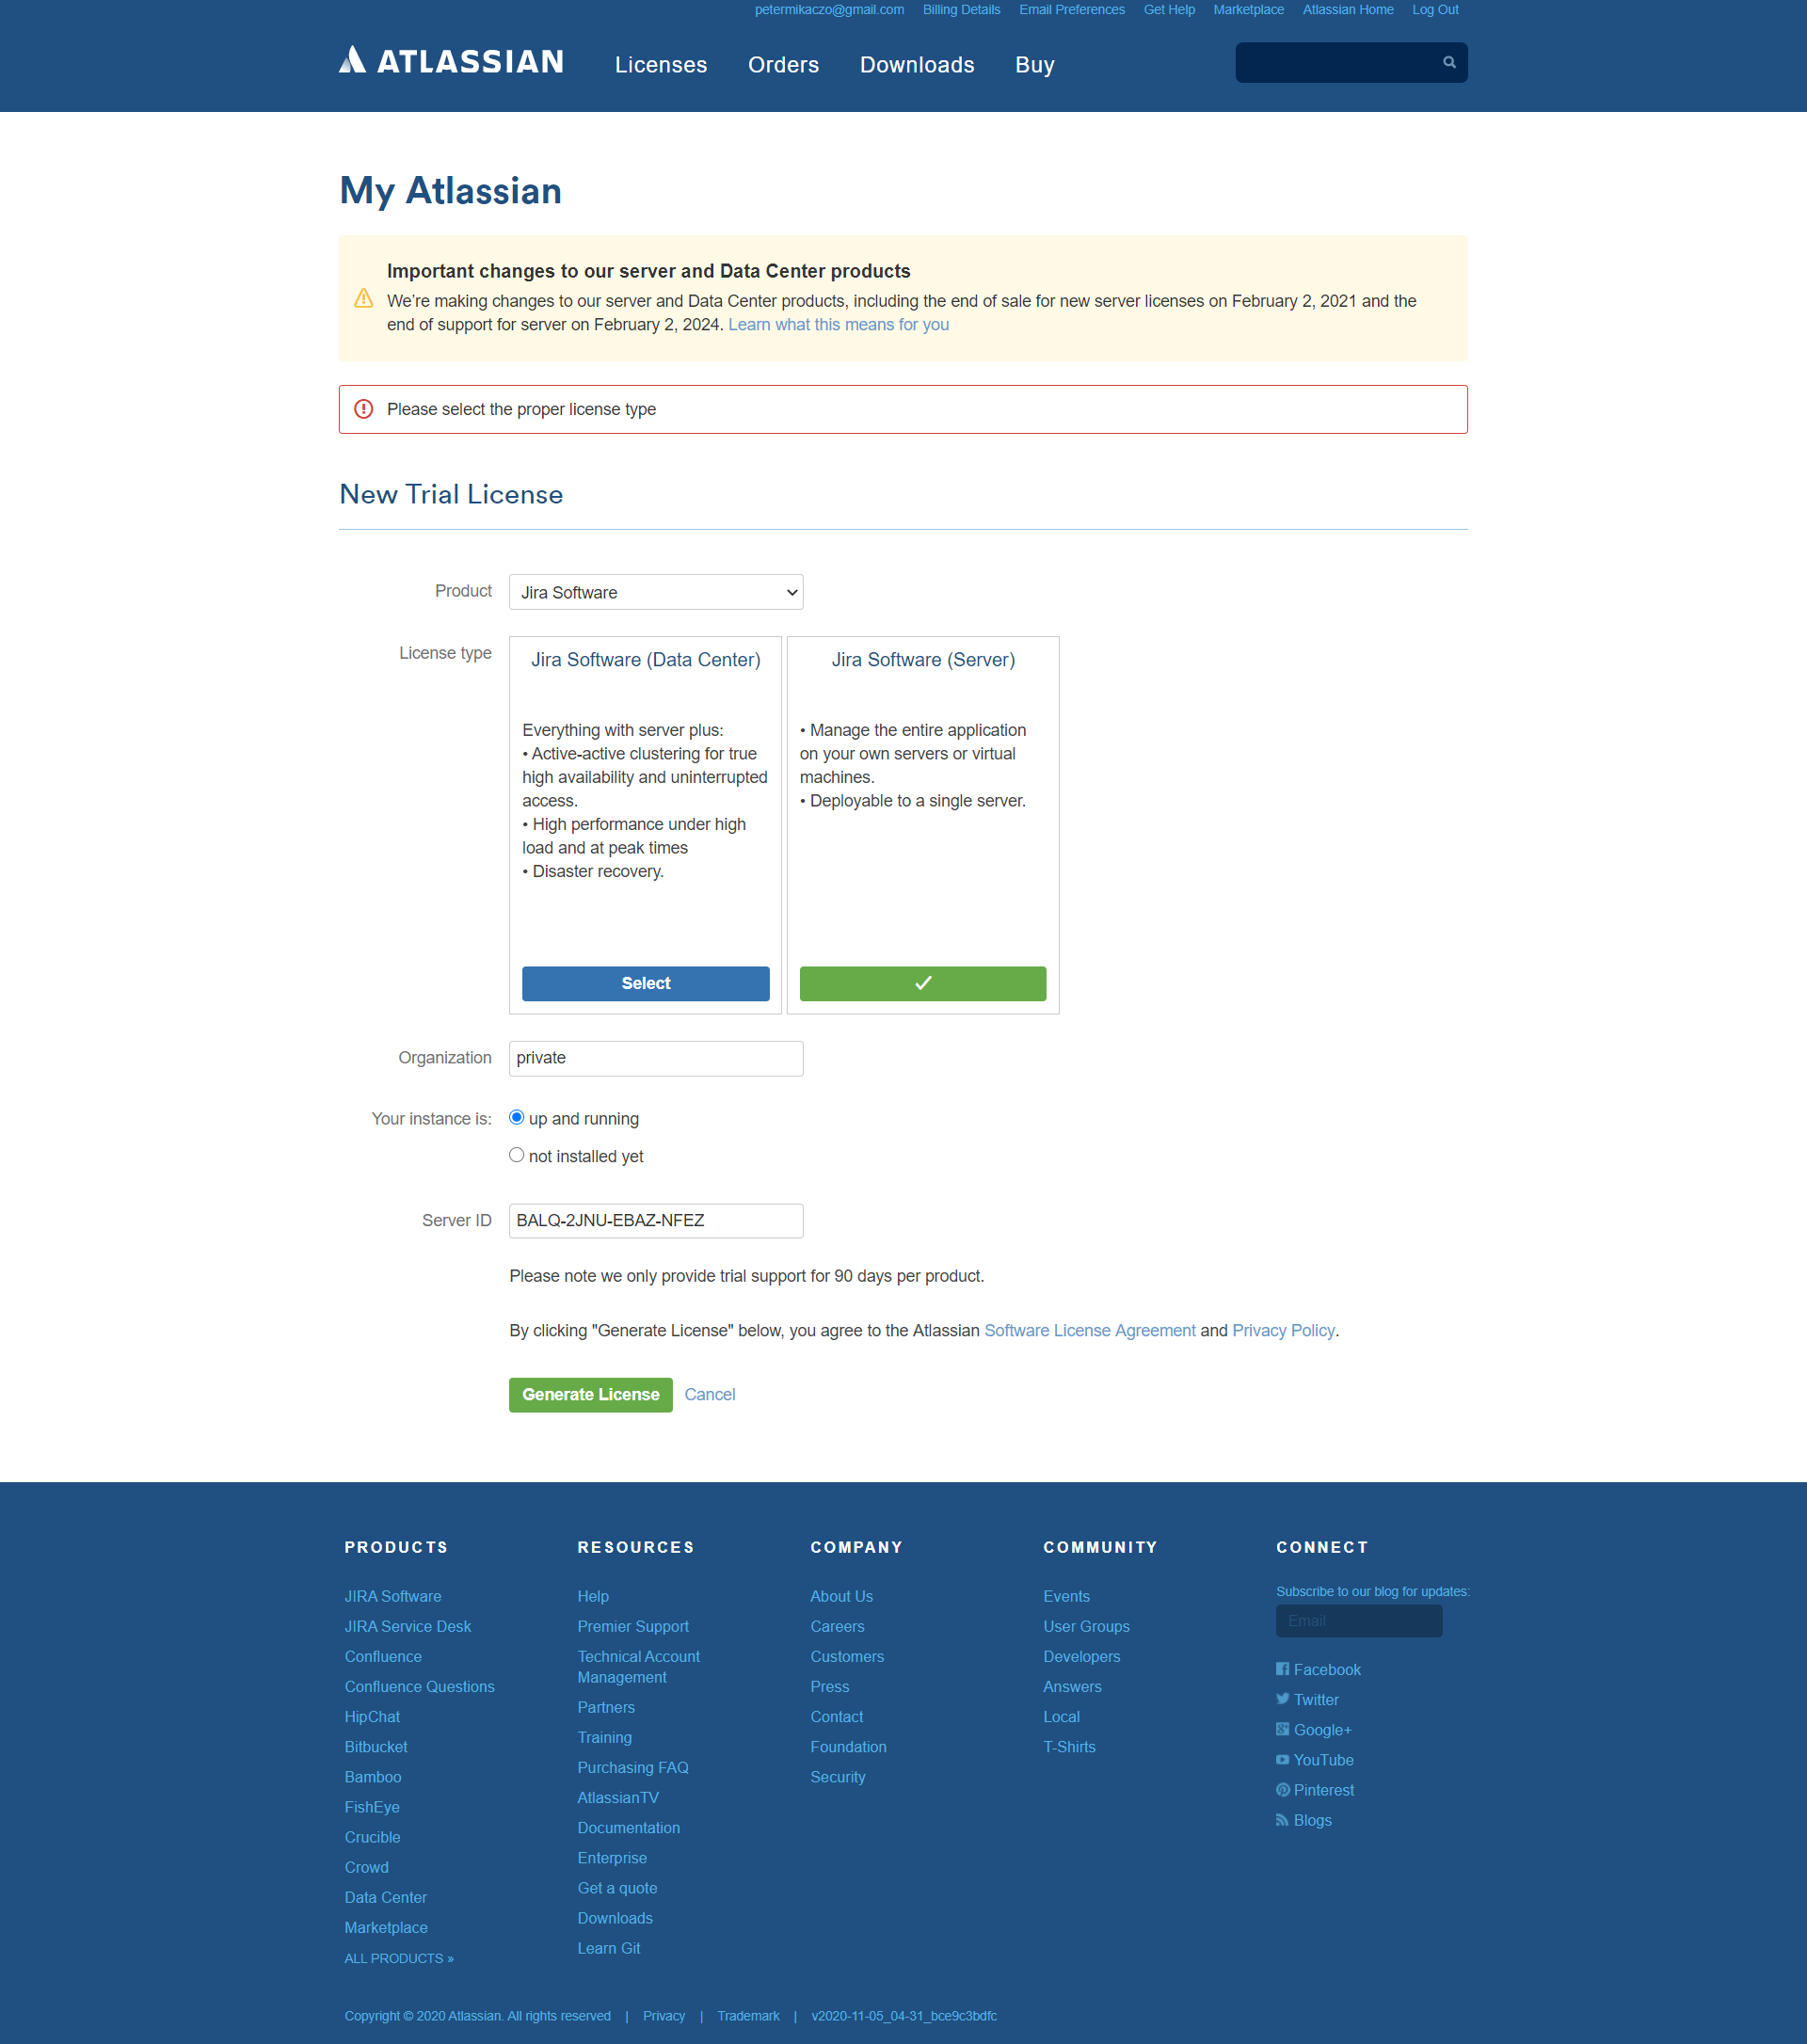 petermikaczo@gmail.com Billing Details Email Preferences Get Help Marketplace Atlassian Home Log Out
ATLASSIAN Licenses Orders Downloads Buy
My Atlassian
Important changes to our server and Data Center products
We're making changes to our server and Data Center products, including the end of sale for new server licenses on February 2, 2021 and the
end of support for server on February 2, 2024. Learn what this means for you
Please select the proper license type
New Trial License
Product Jira Software
License type
Jira Software (Data Center)
Everything with server plus:
• Active-active clustering for true
high availability and uninterrupted
access.
• High performance under high
load and at peak times
• Disaster recovery.
Select
Jira Software (Server)
• Manage the entire application
on your own servers or virtual
machines.
• Deployable to a single server.
Organization private
Your instance is: up and running
not installed yet
Server ID BALQ-2JNU-EBAZ-NFEZ
Please note we only provide trial support for 90 days per product.
By clicking "Generate License" below, you agree to the Atlassian Software License Agreement and Privacy Policy.
Generate License Cancel
PRODUCTS
JIRA Software
JIRA Service Desk
Confluence
Confluence Questions
HipChat
Bitbucket
Bamboo
FishEye
Crucible
Crowd
Data Center
Marketplace
ALL PRODUCTS »
RESOURCES
Help
Premier Support
Technical Account
Management
Partners
Training
Purchasing FAQ
AtlassianTV
Documentation
Enterprise
Get a quote
Downloads
Learn Git
COMPANY
About Us
Careers
Customers
Press
Contact
Foundation
Security
COMMUNITY
Events
User Groups
Developers
Answers
Local
T-Shirts
CONNECT
Subscribe to our blog for updates:
Email
Facebook
Twitter
Google+
YouTube
Pinterest
Blogs
Copyright © 2020 Atlassian. All rights reserved | Privacy | Trademark | v2020-11-05_04-31_bce9c3bdfc